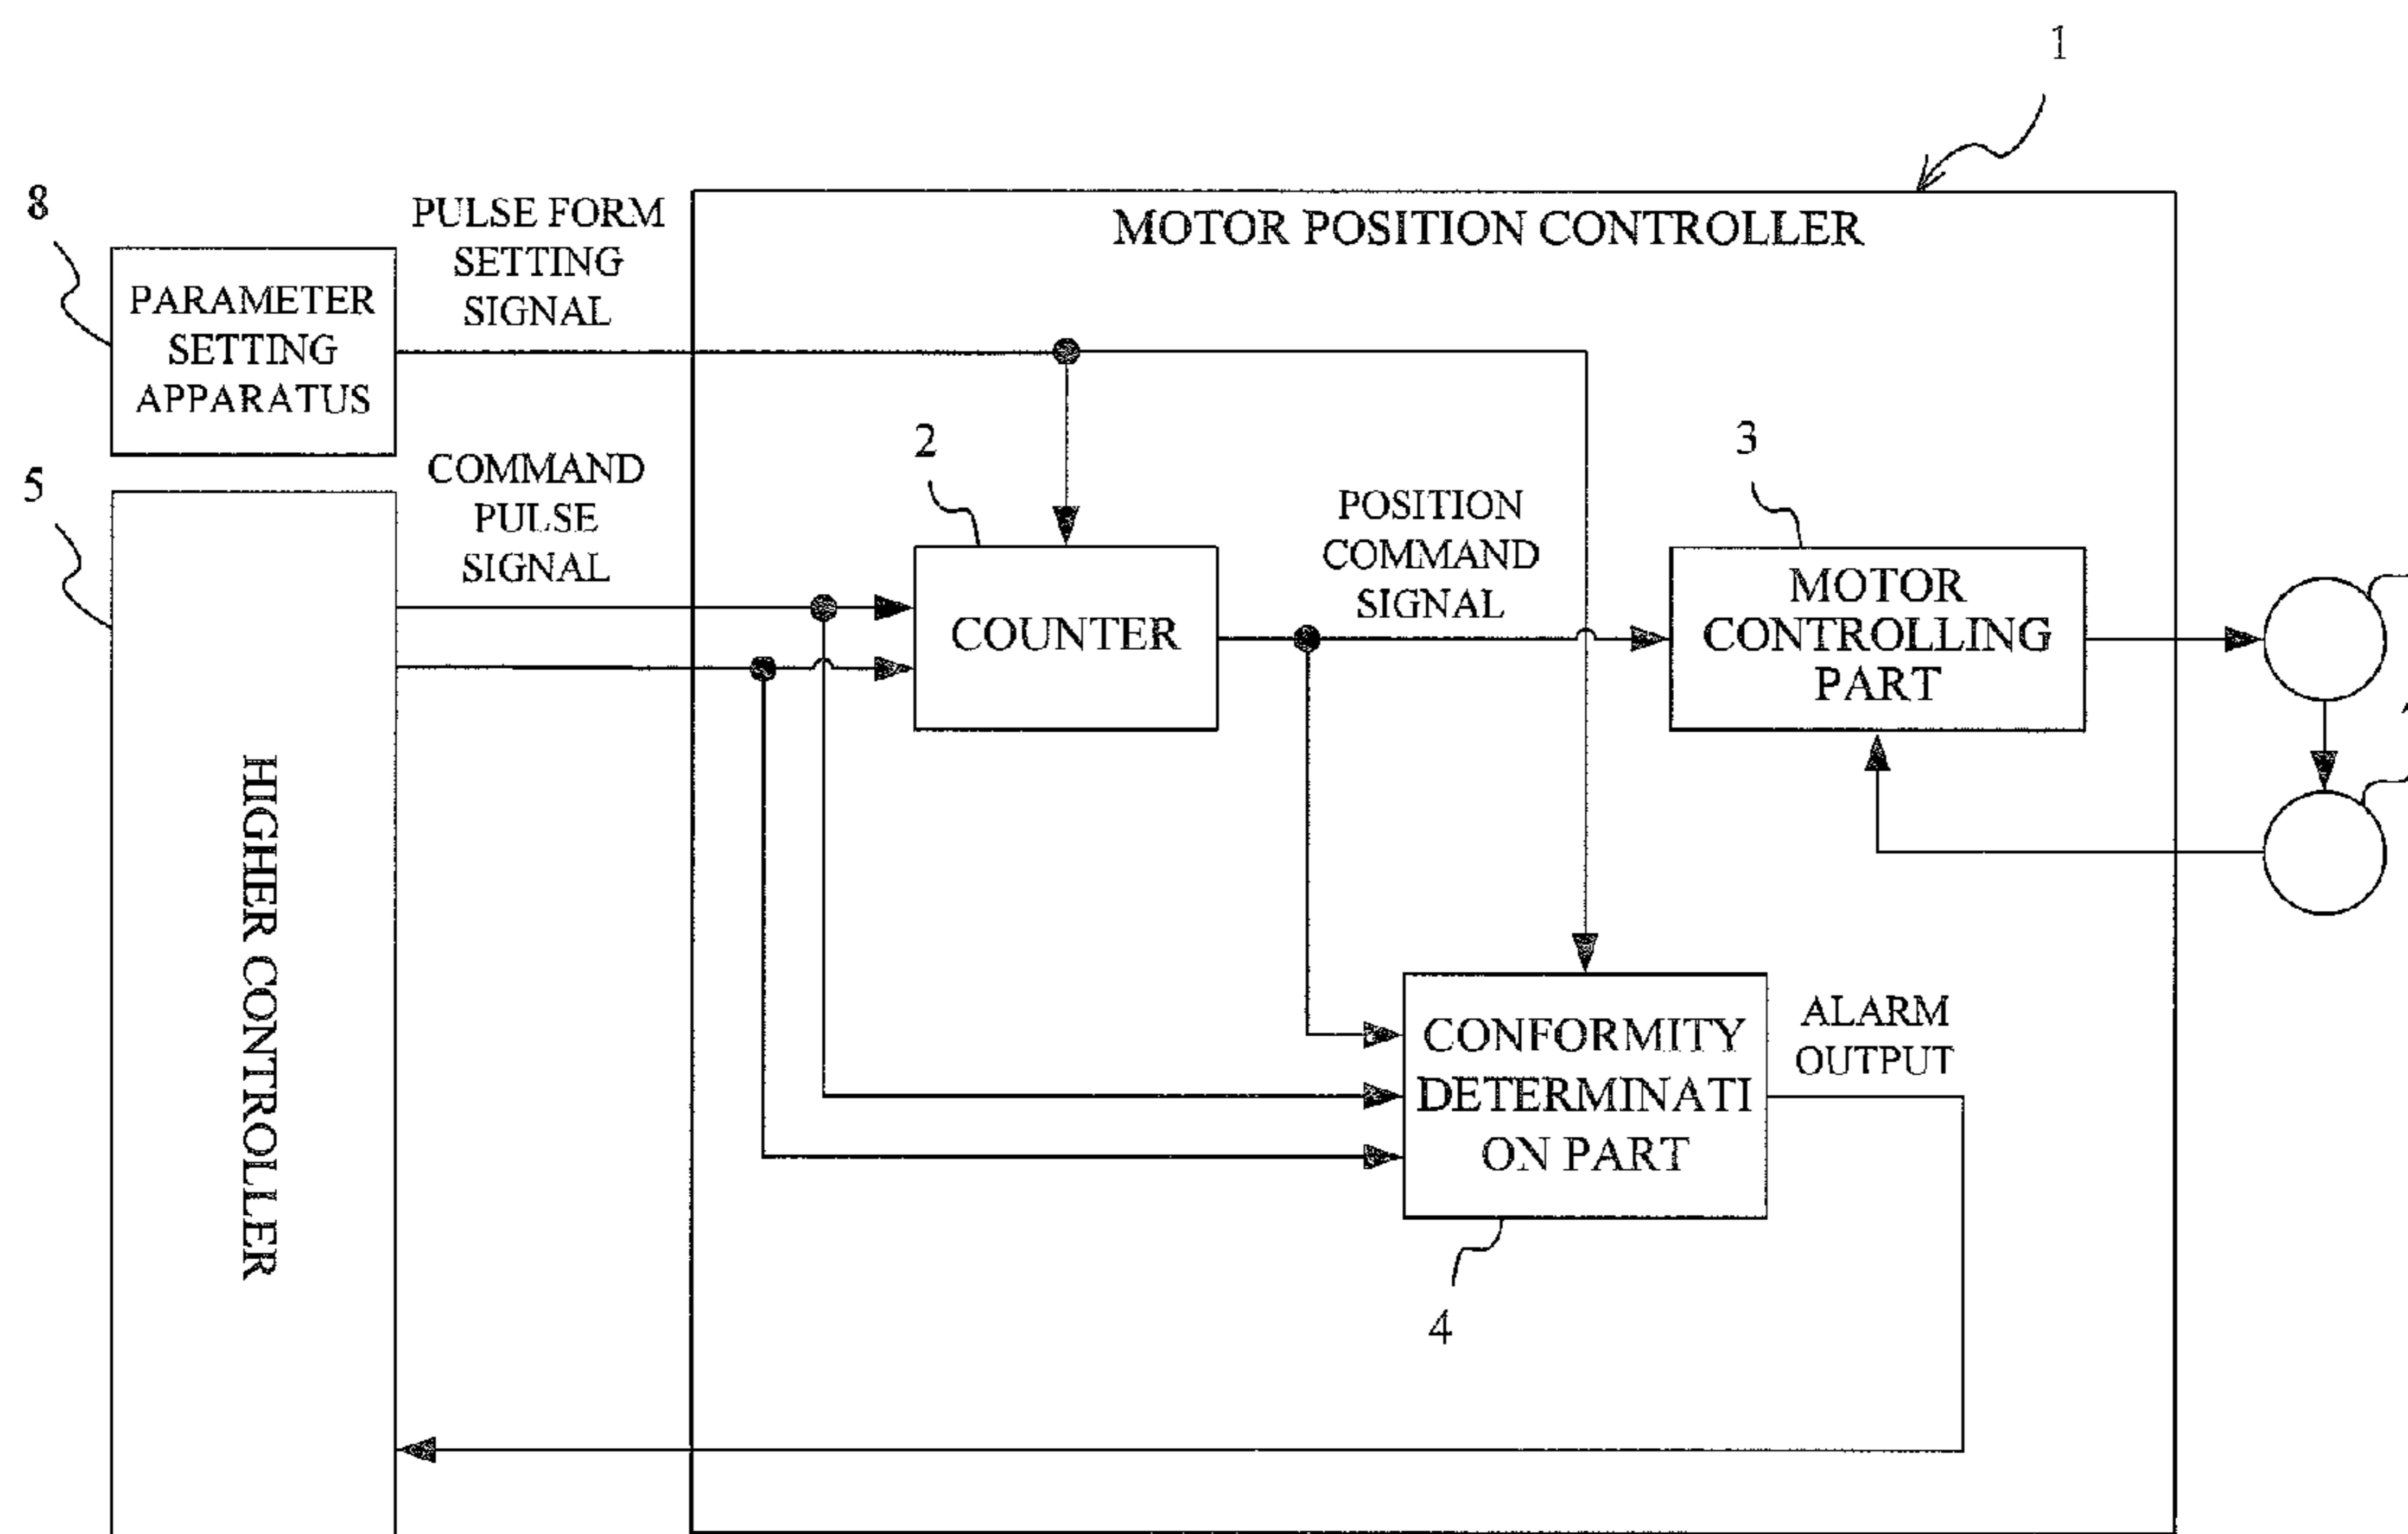 1
8
PULSE FORM
SETTING
SIGNAL
MOTOR POSITION CONTROLLER
PARAMETER
SETTING
APPARATUS
5
COMMAND
PULSE
SIGNAL
2
COUNTER
POSITION
COMMAND
SIGNAL
3
MOTOR
CONTROLLING
PART
HIGHER CONTROLLER
CONFORMITY
DETERMINATI
ON PART
ALARM
OUTPUT
4